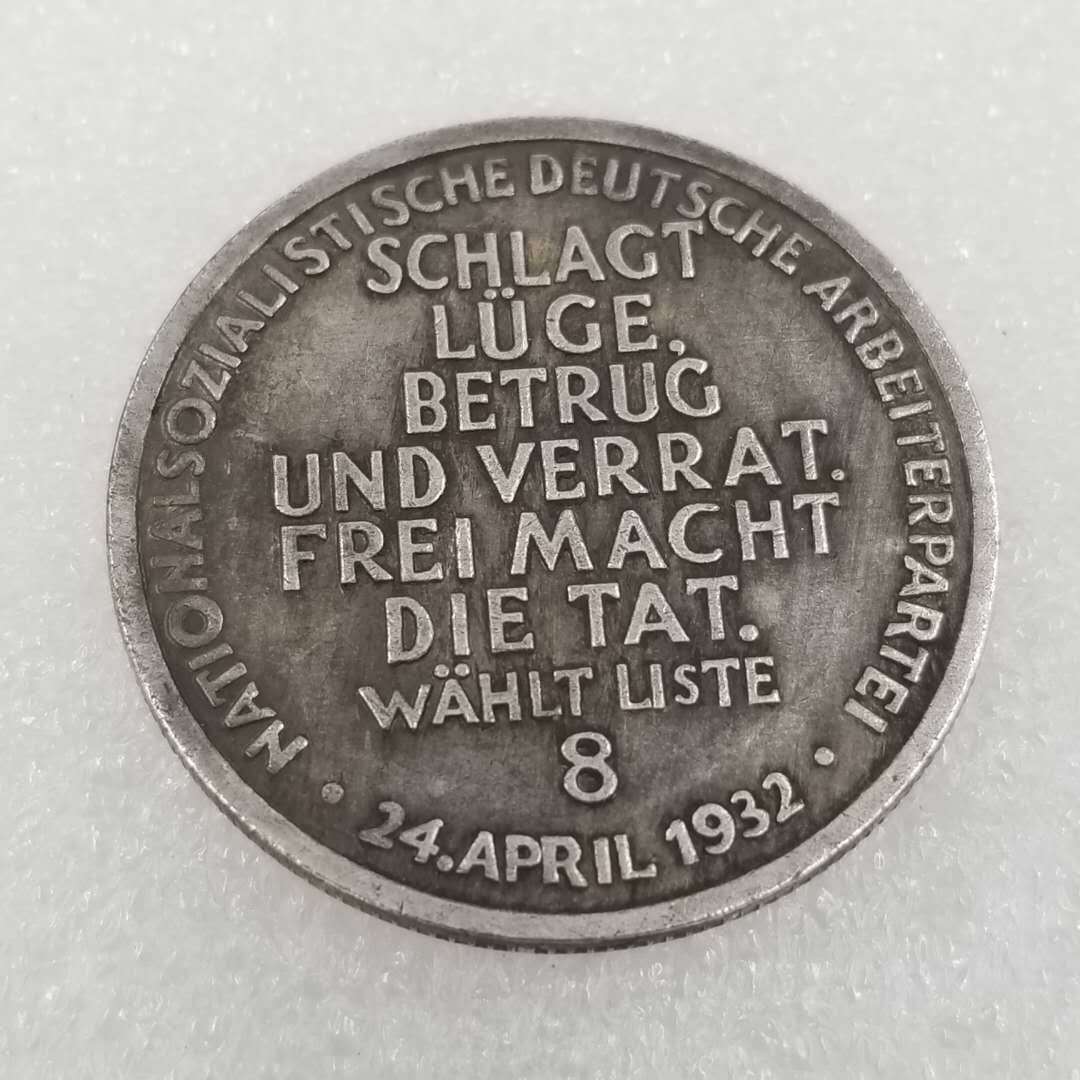 NATIONALSOZIALISTISCHE DEUTSCHE ARBEITERPARTEI
SCHLAGT
LÜGE,
BETRUG
UND VERRAT.
FREI MACHT
DIE TAT.
WÄHLT LISTE
8
• 24. APRIL 1932 •